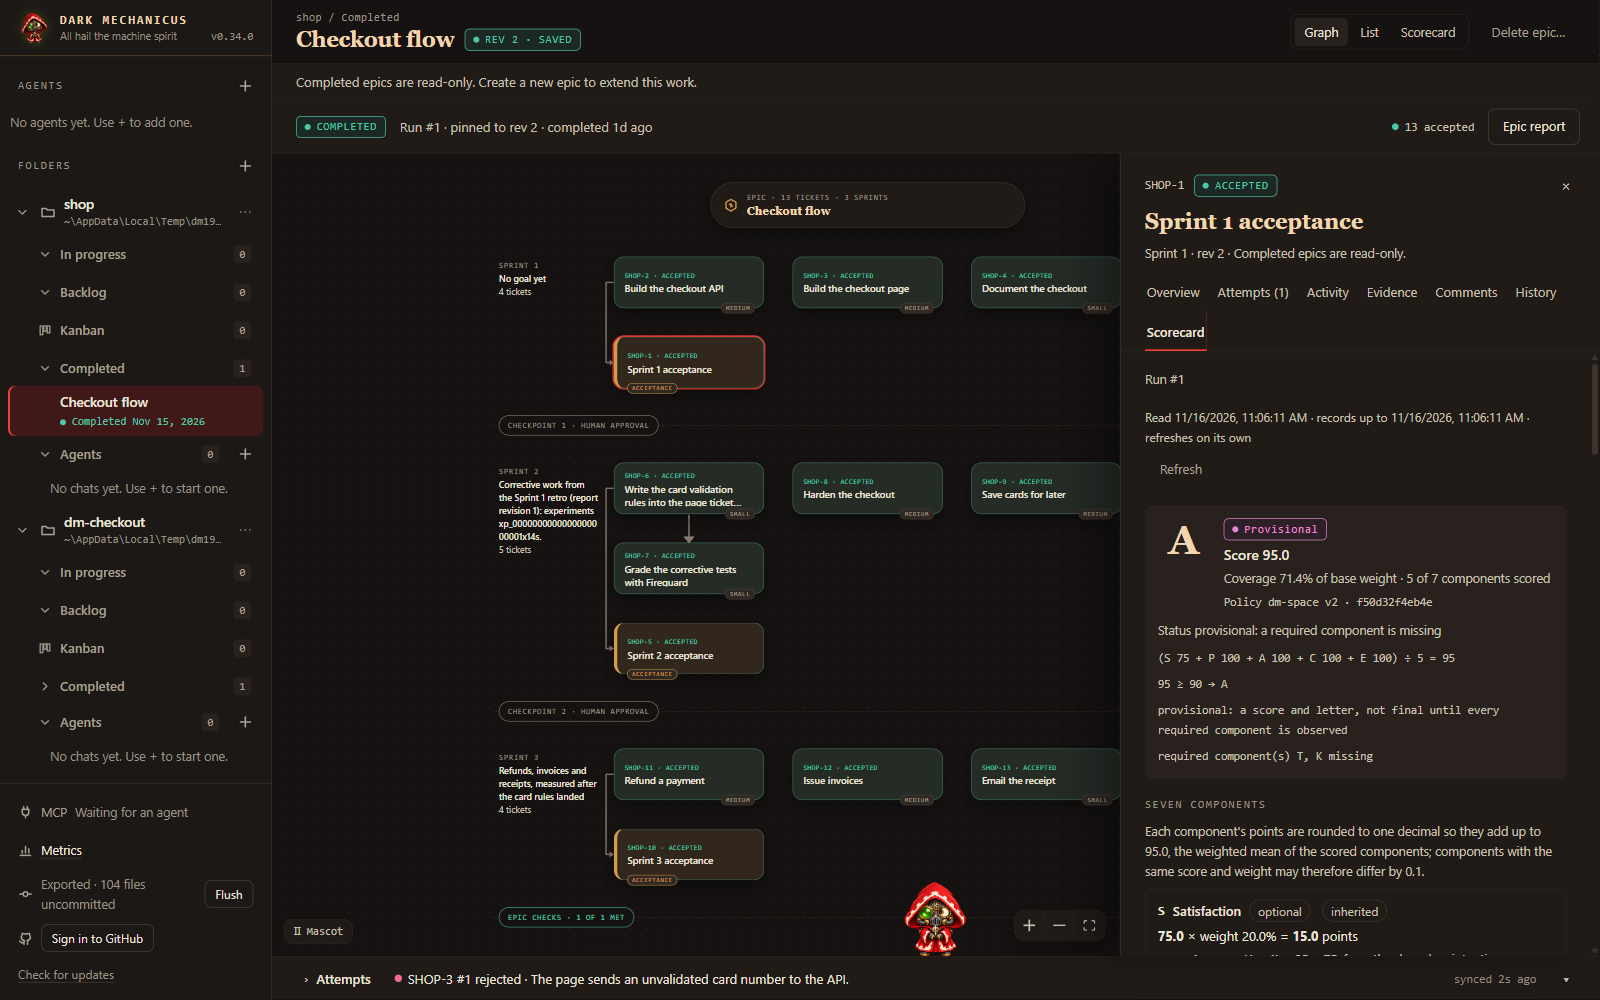 DARK MECHANICUS
All hail the machine spirit
v0.34.0
AGENTS
No agents yet. Use + to add one.
FOLDERS
shop
~\AppData\Local\Temp\dm19…
In progress
0
Backlog
0
Kanban
0
Completed
1
Checkout flow
Completed Nov 15, 2026
Agents
0
No chats yet. Use + to start one.
dm-checkout
~\AppData\Local\Temp\dm19…
In progress
0
Backlog
0
Kanban
0
Completed
1
Agents
0
No chats yet. Use + to start one.
MCP Waiting for an agent
Metrics
Exported · 104 files
uncommitted
Flush
Sign in to GitHub
Check for updates
shop / Completed
Checkout flow
REV 2 · SAVED
Graph
List
Scorecard
Delete epic…
Completed epics are read-only. Create a new epic to extend this work.
COMPLETED
Run #1 · pinned to rev 2 · completed 1d ago
13 accepted
Epic report
EPIC · 13 TICKETS · 3 SPRINTS
Checkout flow
SPRINT 1
No goal yet
4 tickets
SHOP-2 · ACCEPTED
Build the checkout API
MEDIUM
SHOP-3 · ACCEPTED
Build the checkout page
MEDIUM
SHOP-4 · ACCEPTED
Document the checkout
SMALL
SHOP-1 · ACCEPTED
Sprint 1 acceptance
ACCEPTANCE
CHECKPOINT 1 · HUMAN APPROVAL
SPRINT 2
Corrective work from
the Sprint 1 retro (report
revision 1): experiments
xp_00000000000000000
00001x14s.
5 tickets
SHOP-6 · ACCEPTED
Write the card validation
rules into the page ticket…
SMALL
SHOP-8 · ACCEPTED
Harden the checkout
MEDIUM
SHOP-9 · ACCEPTED
Save cards for later
MEDIUM
SHOP-7 · ACCEPTED
Grade the corrective tests
with Fireguard
SMALL
SHOP-5 · ACCEPTED
Sprint 2 acceptance
ACCEPTANCE
CHECKPOINT 2 · HUMAN APPROVAL
SPRINT 3
Refunds, invoices and
receipts, measured after
the card rules landed
4 tickets
SHOP-11 · ACCEPTED
Refund a payment
MEDIUM
SHOP-12 · ACCEPTED
Issue invoices
MEDIUM
SHOP-13 · ACCEPTED
Email the receipt
SMALL
SHOP-10 · ACCEPTED
Sprint 3 acceptance
ACCEPTANCE
EPIC CHECKS · 1 OF 1 MET
Mascot
SHOP-1
ACCEPTED
Sprint 1 acceptance
Sprint 1 · rev 2 · Completed epics are read-only.
Overview
Attempts (1)
Activity
Evidence
Comments
History
Scorecard
Run #1
Read 11/16/2026, 11:06:11 AM · records up to 11/16/2026, 11:06:11 AM ·
refreshes on its own
Refresh
A
Provisional
Score 95.0
Coverage 71.4% of base weight · 5 of 7 components scored
Policy dm-space v2 · f50d32f4eb4e
Status provisional: a required component is missing
(S 75 + P 100 + A 100 + C 100 + E 100) ÷ 5 = 95
95 ≥ 90 → A
provisional: a score and letter, not final until every
required component is observed
required component(s) T, K missing
SEVEN COMPONENTS
Each component's points are rounded to one decimal so they add up to
95.0, the weighted mean of the scored components; components with the
same score and weight may therefore differ by 0.1.
S Satisfaction
optional
inherited
75.0 × weight 20.0% = 15.0 points
Attempts
SHOP-3 #1 rejected · The page sends an unvalidated card number to the API.
synced 2s ago